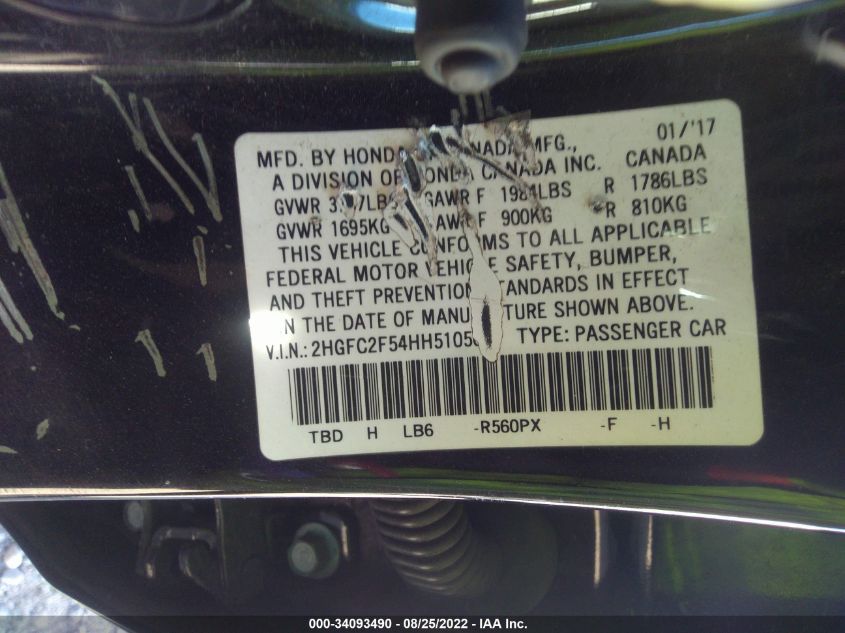 01/'17
MFD. BY HONDA CANADA MFG.,
A DIVISION OF HONDA CANADA INC. CANADA
GVWR GAWR F 1984LBS R 1786LBS
GVWR 1695KG GAWR F 900KG R 810KG
THIS VEHICLE CONFORMS TO ALL APPLICABLE
FEDERAL MOTOR VEHICLE SAFETY, BUMPER,
AND THEFT PREVENTION STANDARDS IN EFFECT
ON THE DATE OF MANUFACTURE SHOWN ABOVE.
V.I.N.: TYPE: PASSENGER CAR
TBD H LB6 -R560PX -F -H
000-34093490 - 08/25/2022 - IAA Inc.